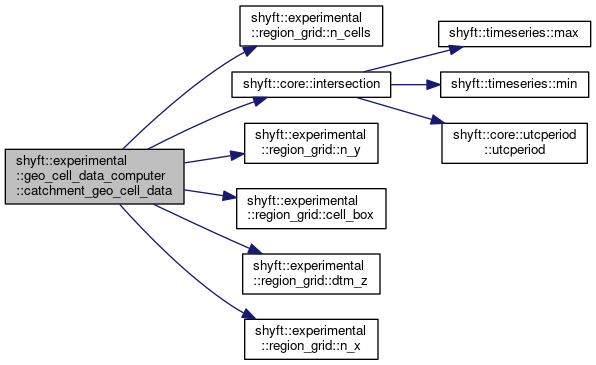 shyft::experimental
::region_grid::n_cells
shyft::timeseries::max
shyft::core::intersection
shyft::timeseries::min
shyft::experimental
::region_grid::n_y
shyft::core::utcperiod
::utcperiod
shyft::experimental
::geo_cell_data_computer
::catchment_geo_cell_data
shyft::experimental
::region_grid::cell_box
shyft::experimental
::region_grid::dtm_z
shyft::experimental
::region_grid::n_x